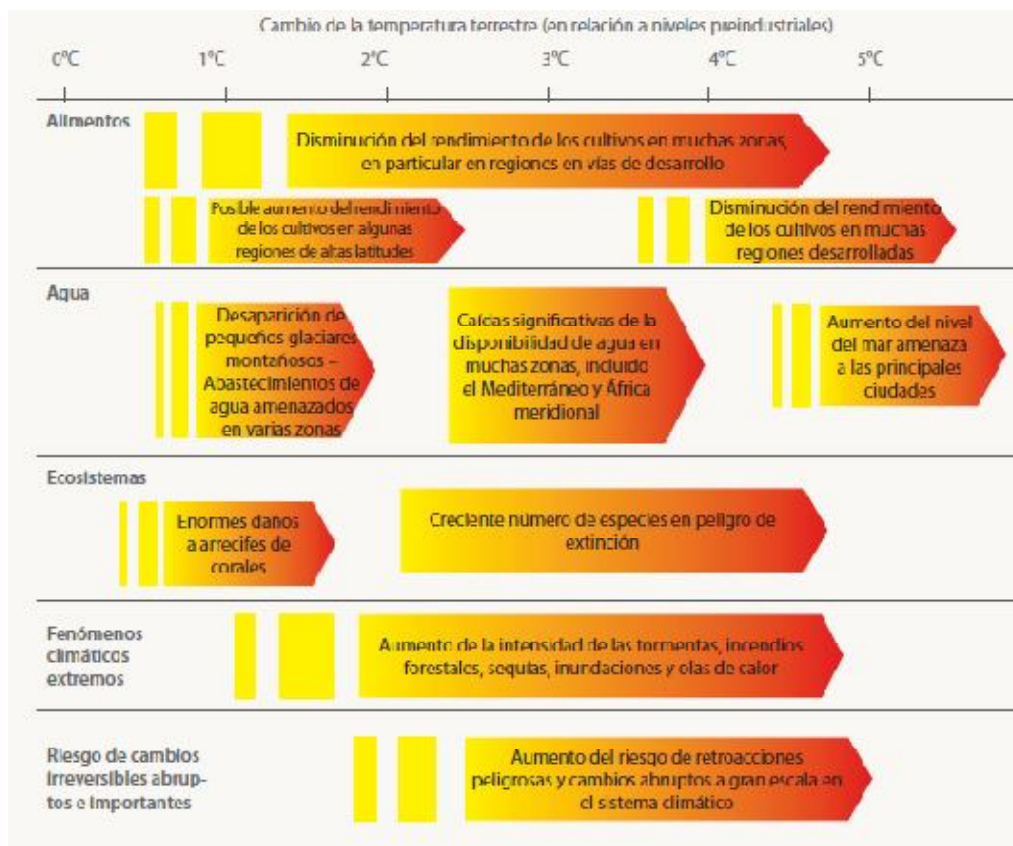 Cambio de la temperatura terrestre (en relación a niveles preindustriales)
0°C 1°C 2°C 3°C 4°C 5°C
Alimentos
Disminución del rendimiento de los cultivos en muchas zonas,
en particular en regiones en vías de desarrollo
Posible aumento del rendimiento
de los cultivos en algunas
regiones de altas latitudes
Disminución del rendimiento
de los cultivos en muchas
regiones desarrolladas
Agua
Desaparición de
pequeños glaciares
montañosos –
Abastecimientos de
agua amenazados
en varias zonas
Caídas significativas de la
disponibilidad de agua en
muchas zonas, incluido
el Mediterráneo y África
meridional
Aumento del nivel
del mar amenaza
a las principales
ciudades
Ecosistemas
Enormes daños
a arrecifes de
corales
Creciente número de especies en peligro de
extinción
Fenómenos
climáticos
extremos
Aumento de la intensidad de las tormentas, incendios
forestales, sequías, inundaciones y olas de calor
Riesgo de cambios
irreversibles abrup-
tos e importantes
Aumento del riesgo de retroacciones
peligrosas y cambios abruptos a gran escala en
el sistema climático